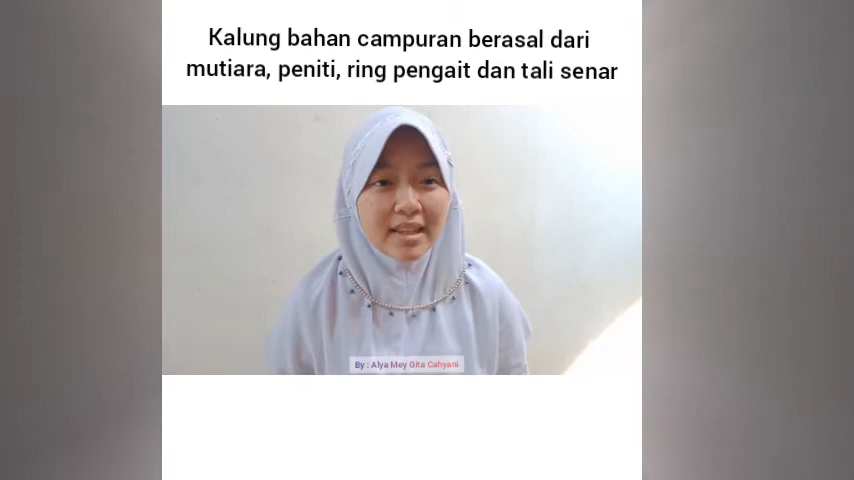 Kalung bahan campuran berasal dari
mutiara, peniti, ring pengait dan tali senar
By : Alya Mey Gita Cahyani